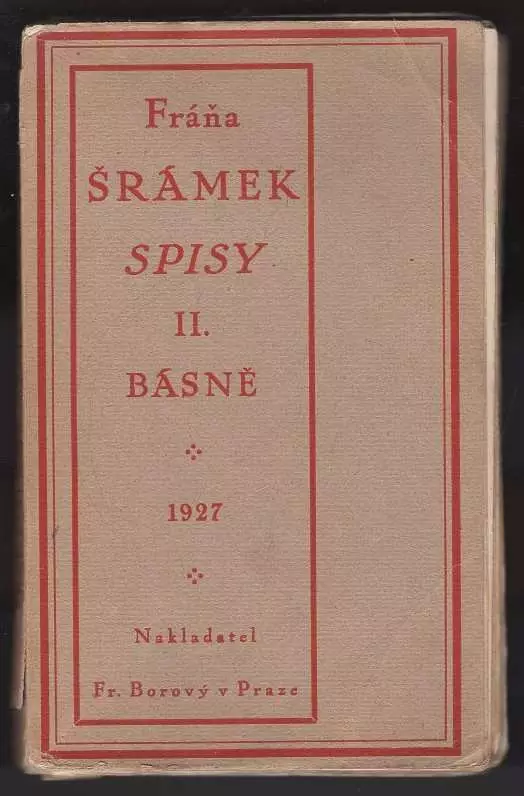 Fráňa
ŠRÁMEK
SPISY
II.
BÁSNĚ
1927
Nakladatel
Fr. Borový v Praze